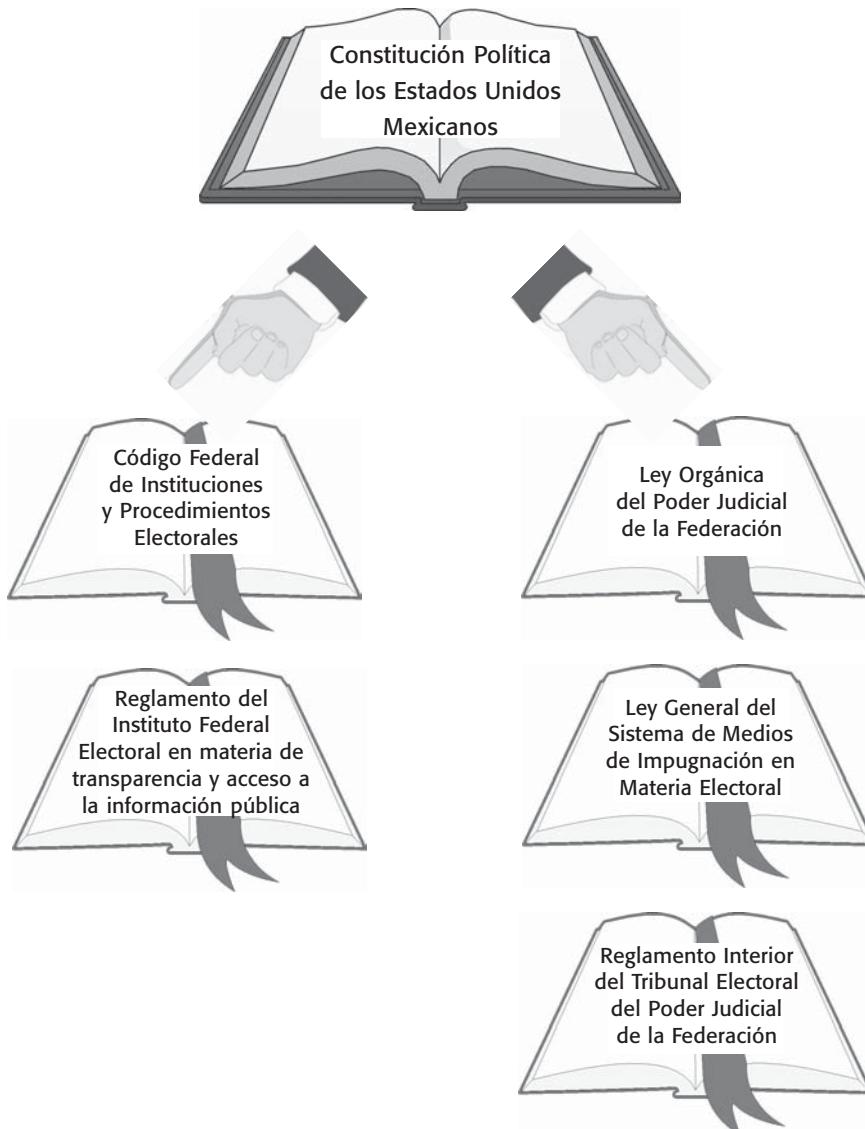 Constitución Política
de los Estados Unidos
Mexicanos
Código Federal
de Instituciones
y Procedimientos
Electorales
Reglamento del
Instituto Federal
Electoral en materia de
transparencia y acceso a
la información pública
Ley Orgánica
del Poder Judicial
de la Federación
Ley General del
Sistema de Medios
de Impugnación en
Materia Electoral
Reglamento Interior
del Tribunal Electoral
del Poder Judicial
de la Federación